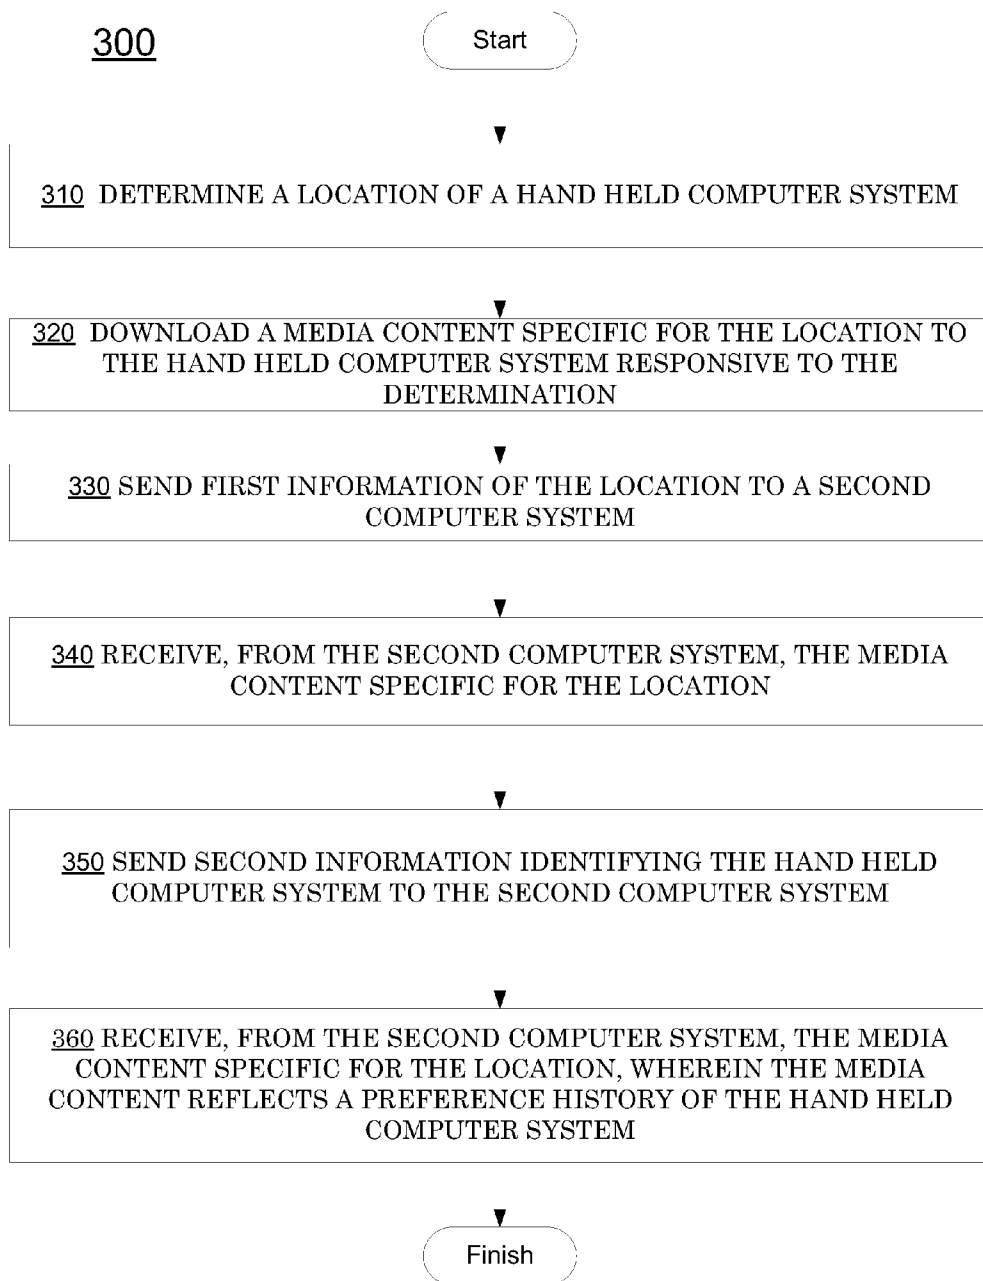 300
Start
310 DETERMINE A LOCATION OF A HAND HELD COMPUTER SYSTEM
320 DOWNLOAD A MEDIA CONTENT SPECIFIC FOR THE LOCATION TO
THE HAND HELD COMPUTER SYSTEM RESPONSIVE TO THE
DETERMINATION
330 SEND FIRST INFORMATION OF THE LOCATION TO A SECOND
COMPUTER SYSTEM
340 RECEIVE, FROM THE SECOND COMPUTER SYSTEM, THE MEDIA
CONTENT SPECIFIC FOR THE LOCATION
350 SEND SECOND INFORMATION IDENTIFYING THE HAND HELD
COMPUTER SYSTEM TO THE SECOND COMPUTER SYSTEM
360 RECEIVE, FROM THE SECOND COMPUTER SYSTEM, THE MEDIA
CONTENT SPECIFIC FOR THE LOCATION, WHEREIN THE MEDIA
CONTENT REFLECTS A PREFERENCE HISTORY OF THE HAND HELD
COMPUTER SYSTEM
Finish